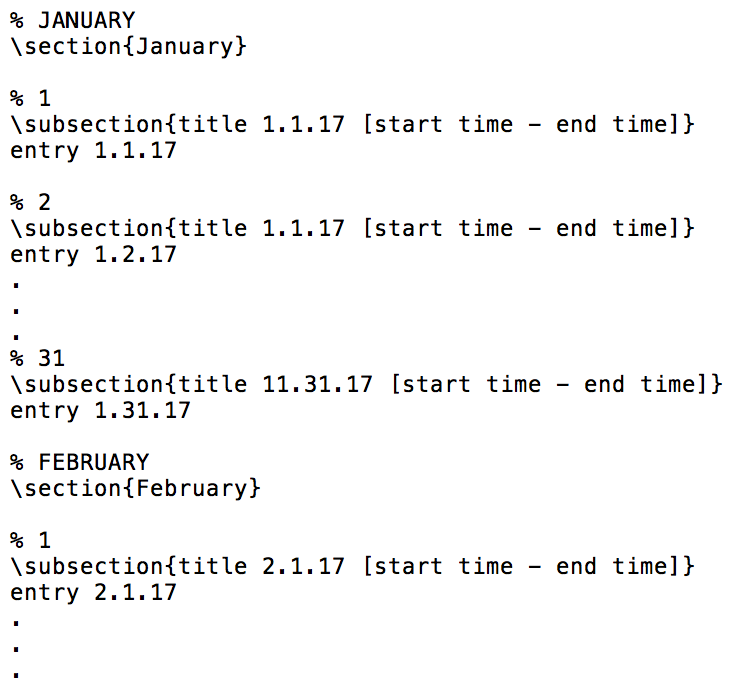 % JANUARY
\section{January}
% 1
\subsection{title 1.1.17 [start time - end time]}
entry 1.1.17
% 2
\subsection{title 1.1.17 [start time - end time]}
entry 1.2.17
.
.
.
% 31
\subsection{title 11.31.17 [start time - end time]}
entry 1.31.17
% FEBRUARY
\section{February}
% 1
\subsection{title 2.1.17 [start time - end time]}
entry 2.1.17
.
.
.